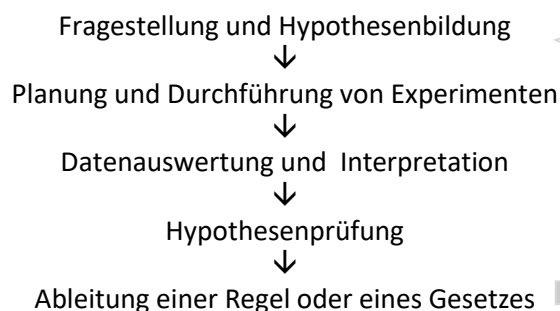 Fragestellung und Hypothesenbildung
↓
Planung und Durchführung von Experimenten
↓
Datenauswertung und Interpretation
↓
Hypothesenprüfung
↓
Ableitung einer Regel oder eines Gesetzes